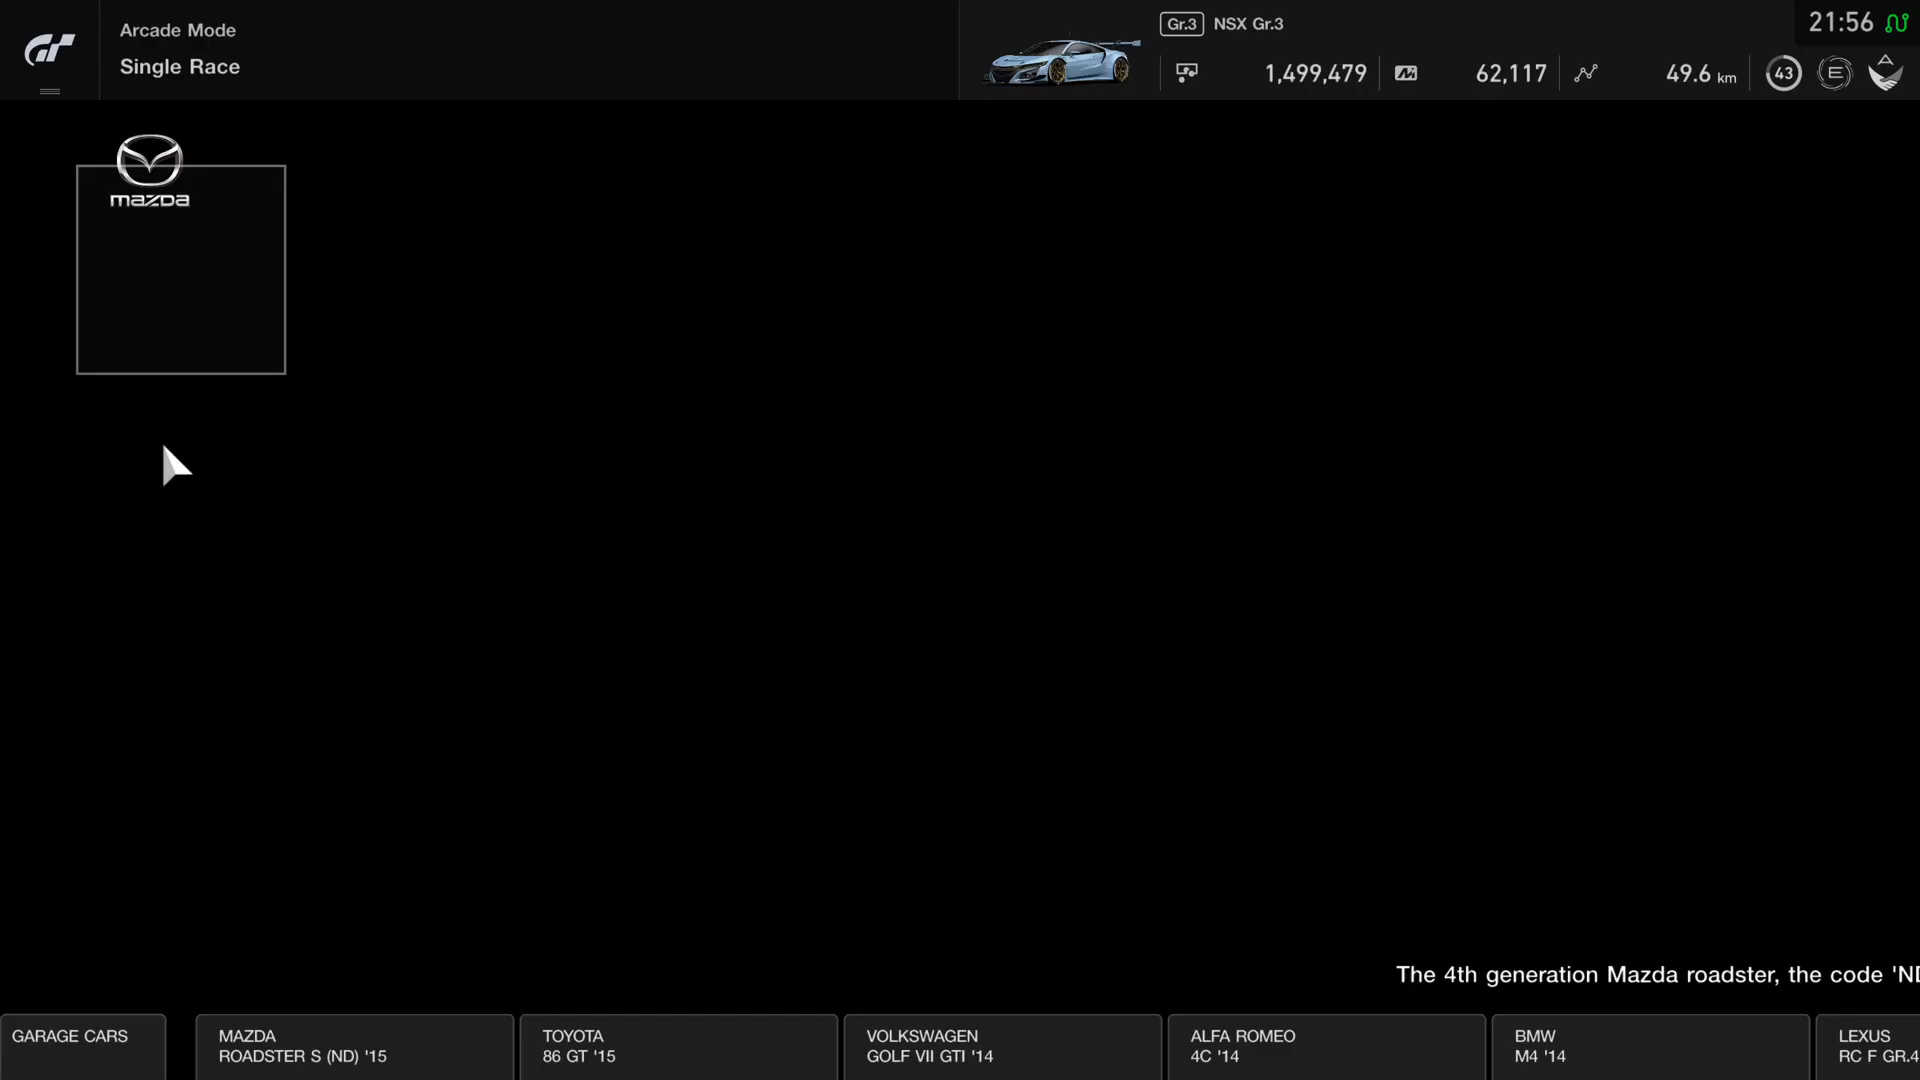 Arcade Mode
Single Race
Gr.3 NSX Gr.3
21:56
1,499,479
62,117
49.6 km
43
E
mazda
The 4th generation Mazda roadster, the code 'ND
GARAGE CARS
MAZDA
ROADSTER S (ND) '15
TOYOTA
86 GT '15
VOLKSWAGEN
GOLF VII GTI '14
ALFA ROMEO
4C '14
BMW
M4 '14
LEXUS
RC F GR.4